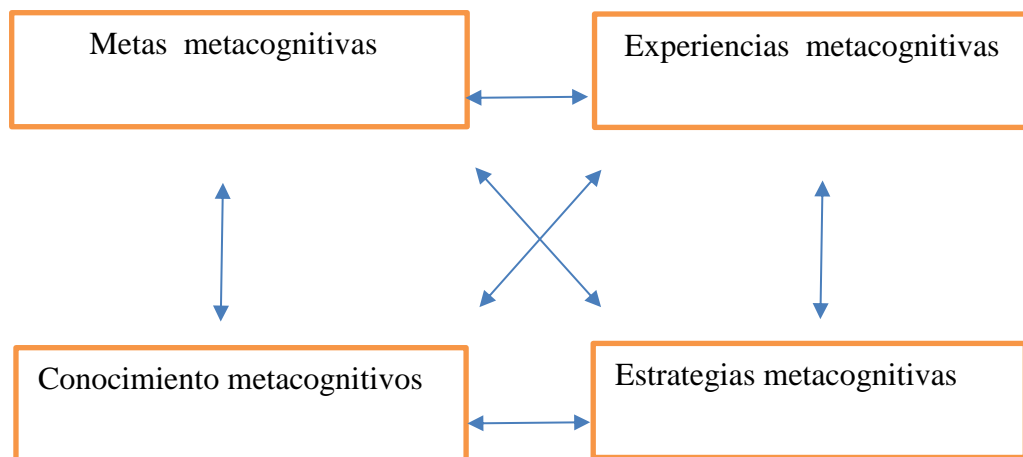 Metas metacognitivas
Experiencias metacognitivas
Conocimiento metacognitivos
Estrategias metacognitivas